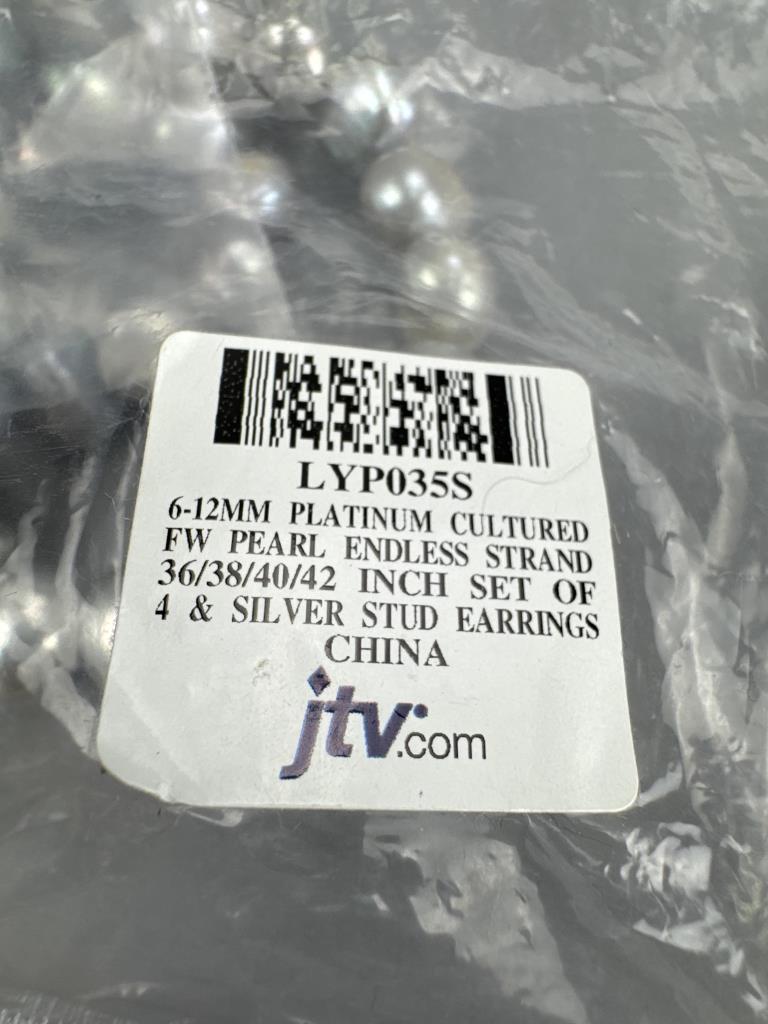 LYP035S
6-12MM PLATINUM CULTURED
FW PEARL ENDLESS STRAND
36/38/40/42 INCH SET OF
4 & SILVER STUD EARRINGS
CHINA
jtv.com